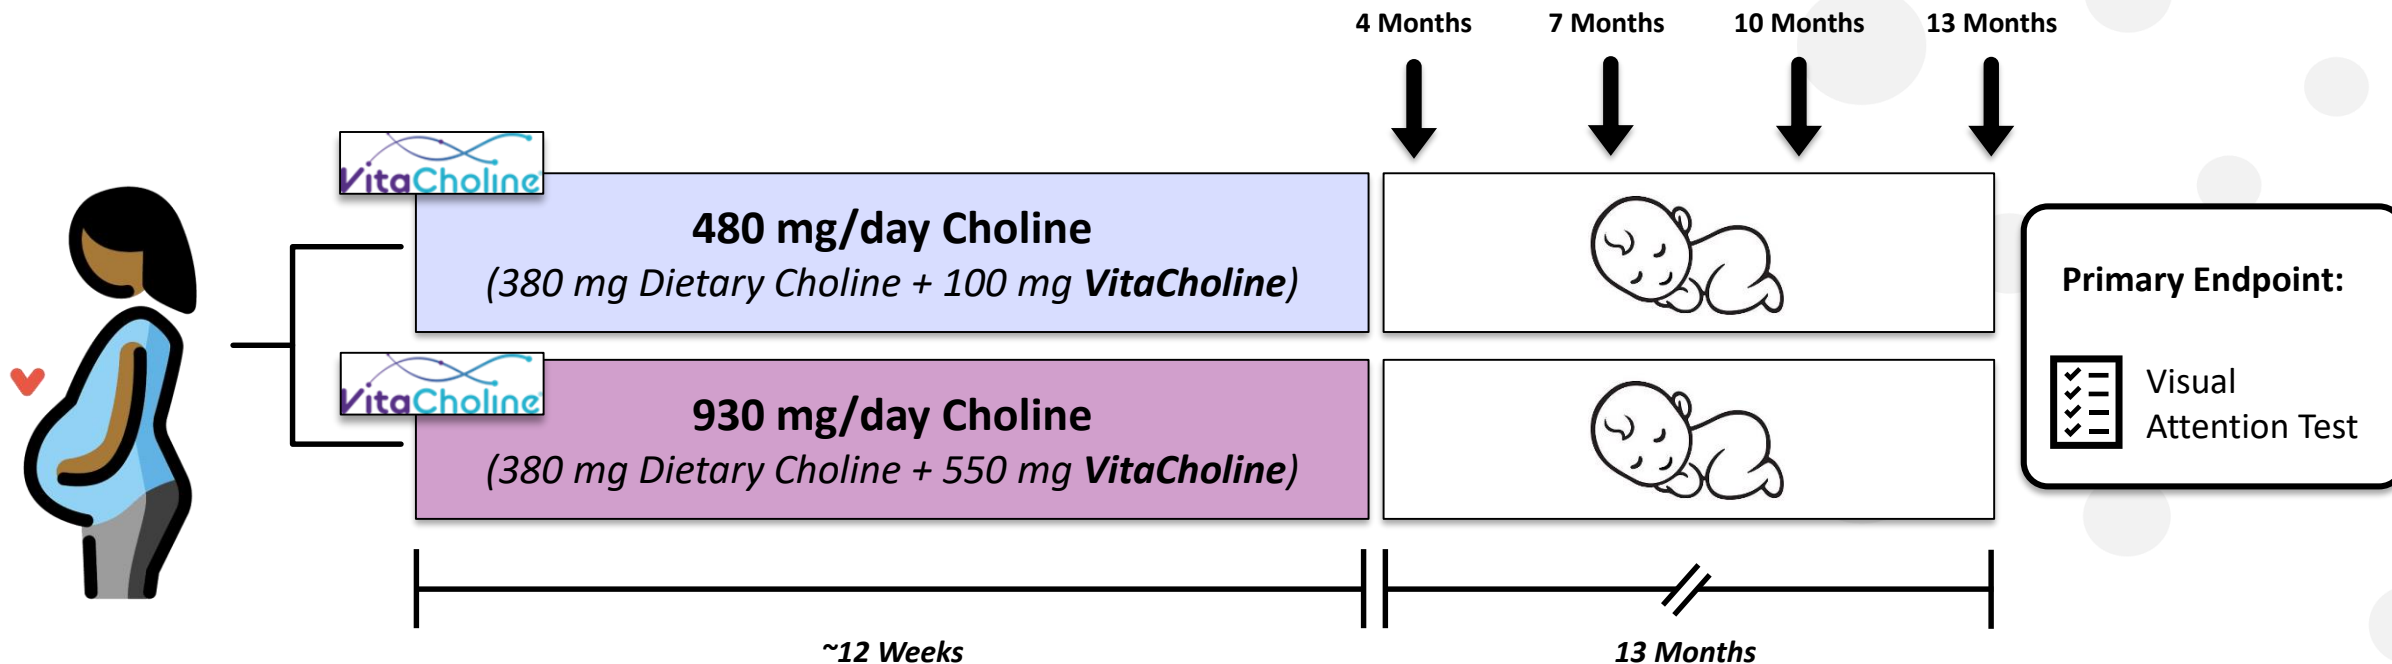 4 Months
7 Months
10 Months
13 Months
VitaCholine®
480 mg/day Choline
(380 mg Dietary Choline + 100 mg VitaCholine)
VitaCholine®
930 mg/day Choline
(380 mg Dietary Choline + 550 mg VitaCholine)
Primary Endpoint:
Visual
Attention Test
~12 Weeks
13 Months